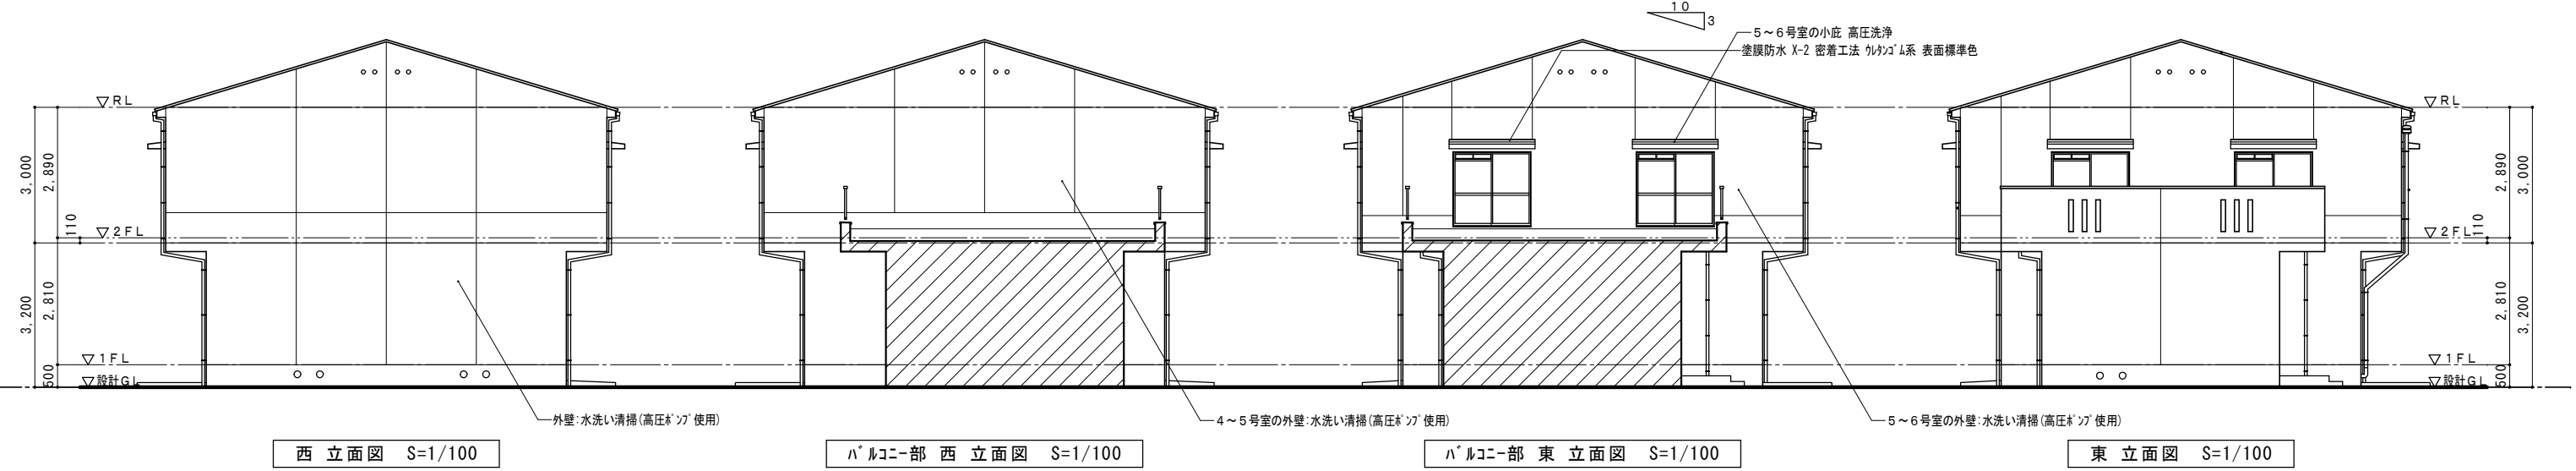 10
3
5～6号室の小庇 高圧洗浄
塗膜防水 X-2 密着工法 ｳﾚﾀﾝｺﾞﾑ系 表面標準色
▽RL
▽RL
3,000
2,890
110
▽2FL
3,200
2,810
▽1FL
500
▽設計GL
2,890
3,000
110
▽2FL
2,810
3,200
▽1FL
500
▽設計GL
外壁:水洗い清掃(高圧ﾎﾟﾝﾌﾟ使用)
4～5号室の外壁:水洗い清掃(高圧ﾎﾟﾝﾌﾟ使用)
5～6号室の外壁:水洗い清掃(高圧ﾎﾟﾝﾌﾟ使用)
西 立面図 S=1/100
ﾊﾞﾙｺﾆｰ部 西 立面図 S=1/100
ﾊﾞﾙｺﾆｰ部 東 立面図 S=1/100
東 立面図 S=1/100